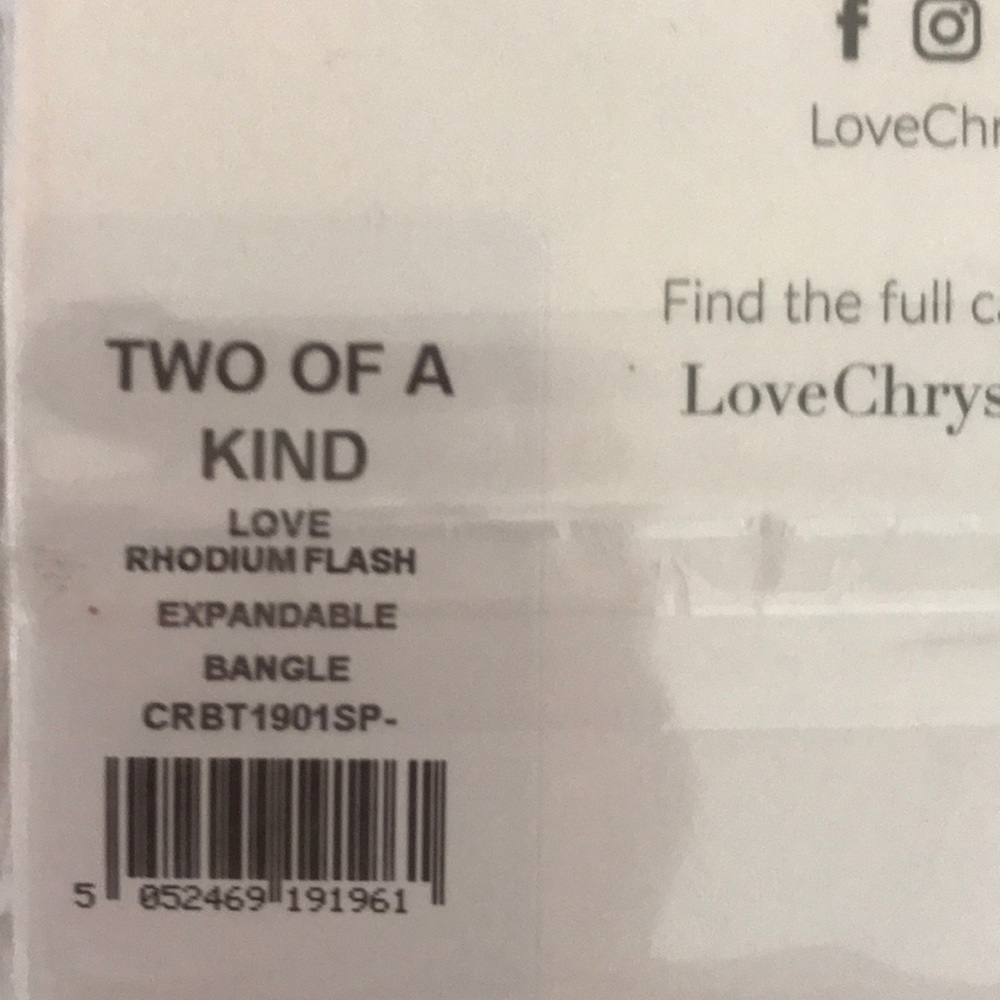 LoveChr
Find the full c
LoveChrys
TWO OF A
KIND
LOVE
RHODIUM FLASH
EXPANDABLE
BANGLE
CRBT1901SP-
5 052469 191961